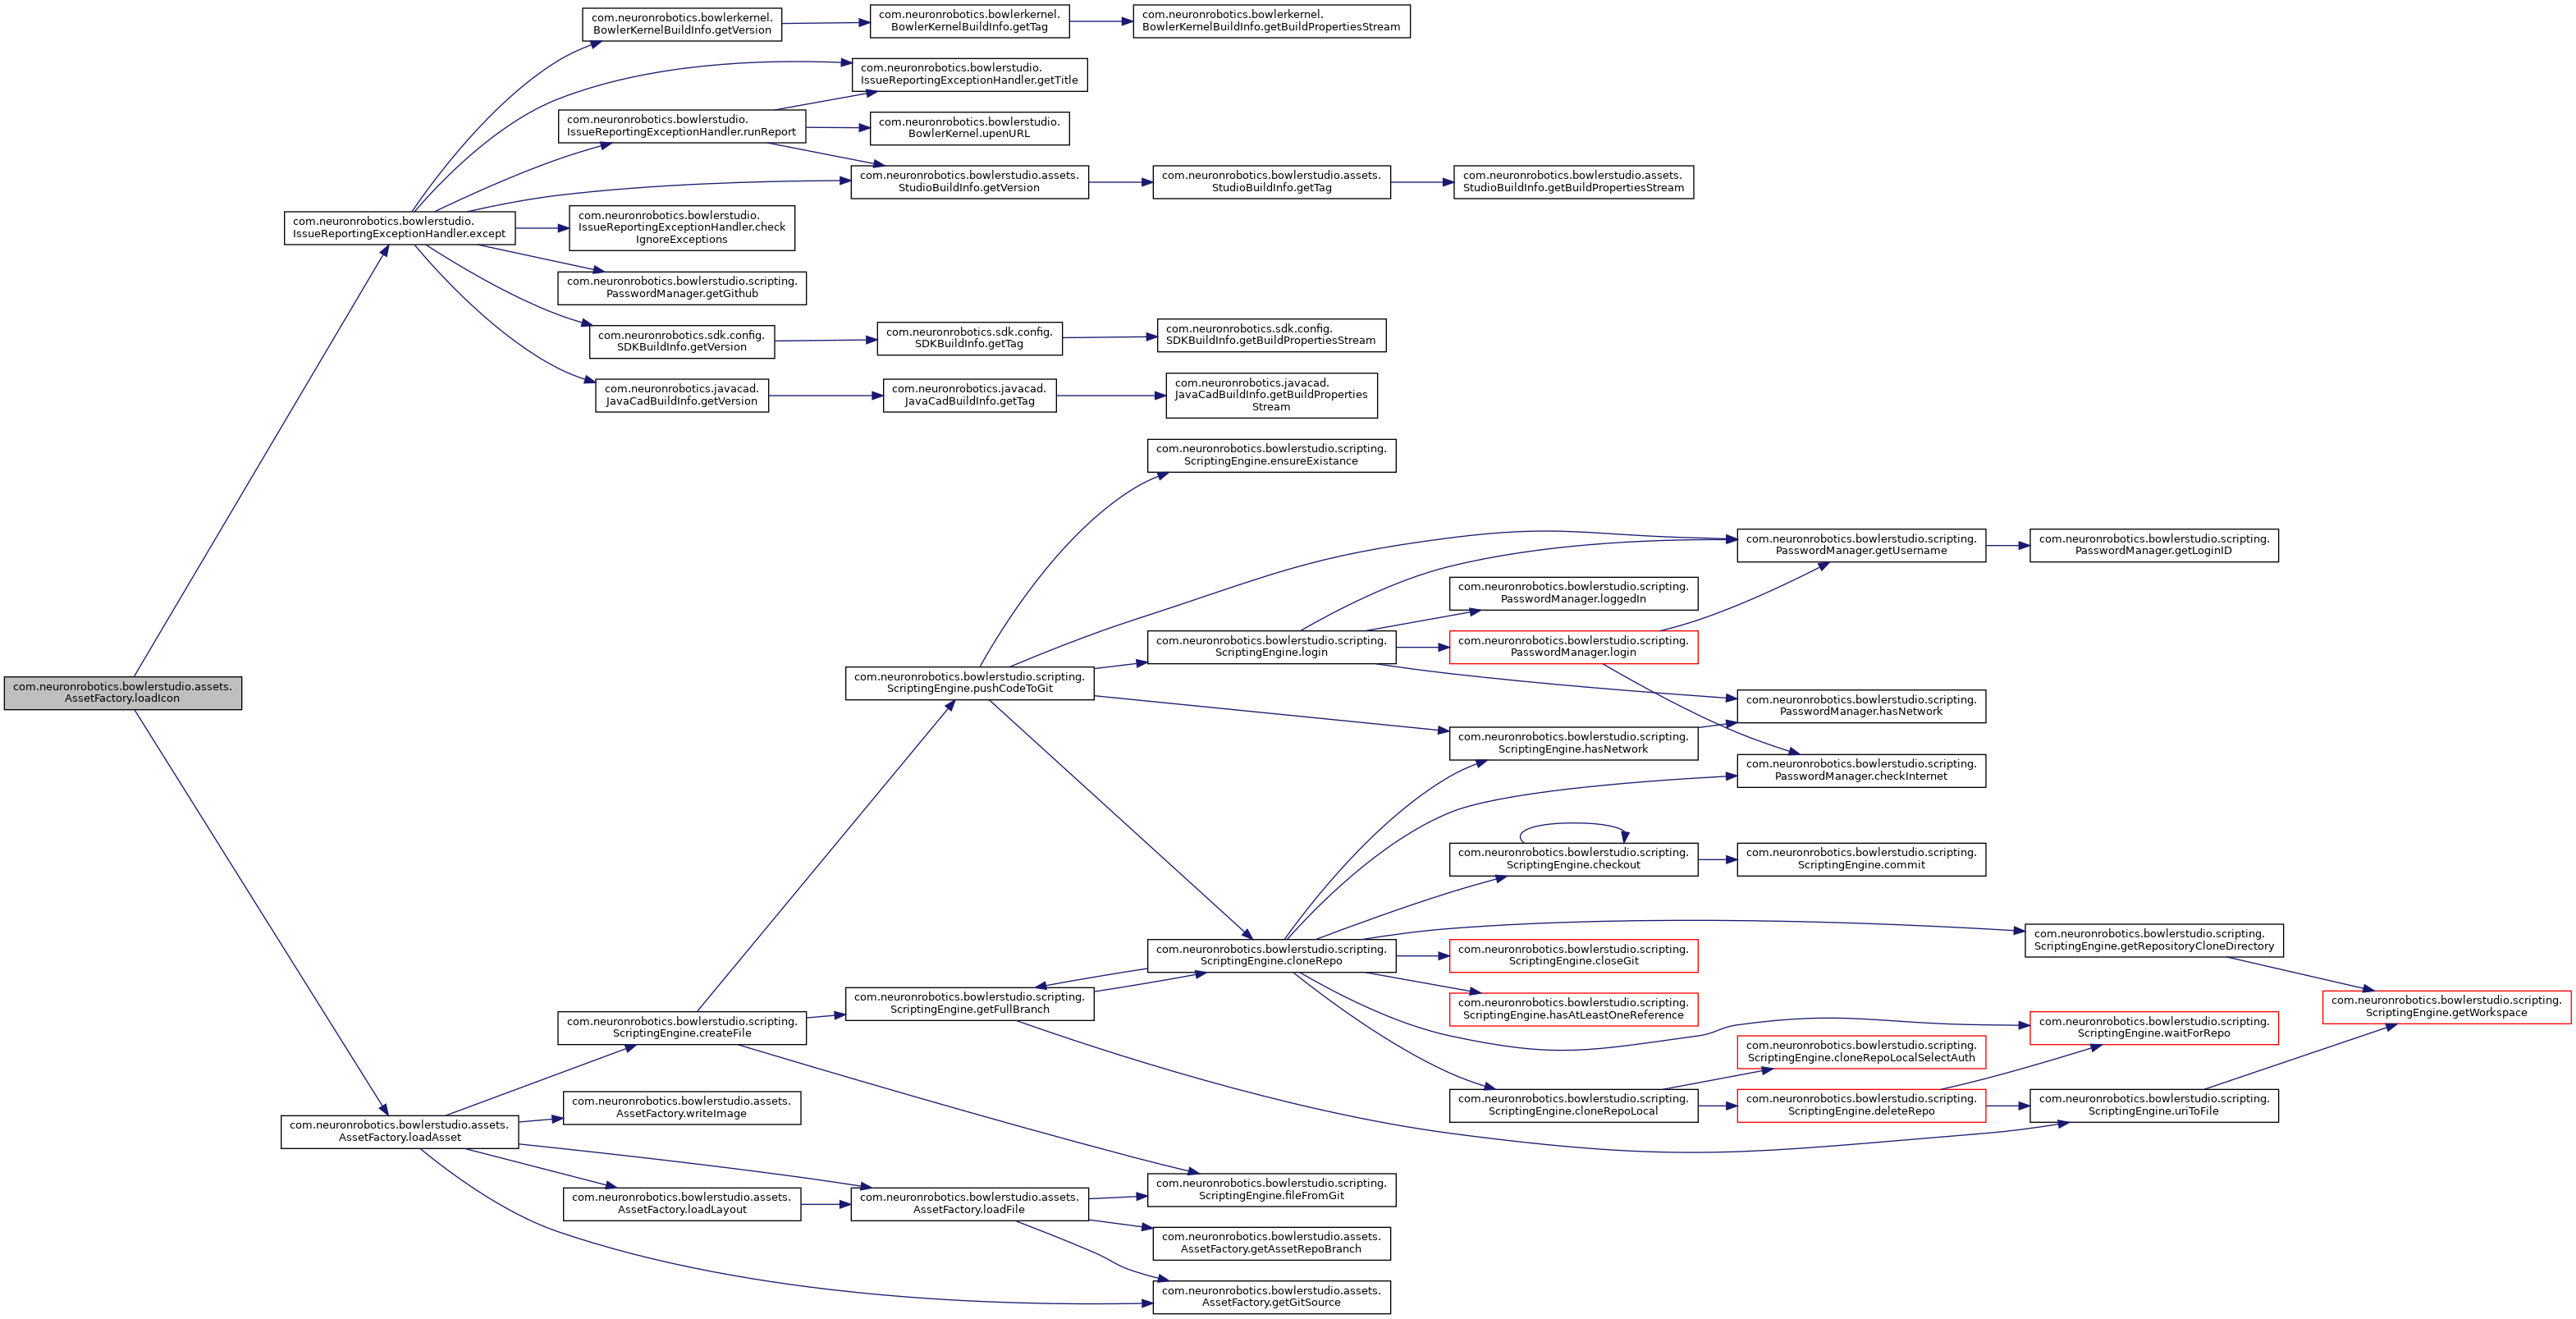 com.neuronrobotics.bowlerstudio.assets.
AssetFactory.loadIcon
com.neuronrobotics.bowlerstudio.
IssueReportingExceptionHandler.except
com.neuronrobotics.bowlerkernel.
BowlerKernelBuildInfo.getVersion
com.neuronrobotics.bowlerkernel.
BowlerKernelBuildInfo.getTag
com.neuronrobotics.bowlerkernel.
BowlerKernelBuildInfo.getBuildPropertiesStream
com.neuronrobotics.bowlerstudio.
IssueReportingExceptionHandler.getTitle
com.neuronrobotics.bowlerstudio.
IssueReportingExceptionHandler.runReport
com.neuronrobotics.bowlerstudio.
BowlerKernel.upenURL
com.neuronrobotics.bowlerstudio.assets.
StudioBuildInfo.getVersion
com.neuronrobotics.bowlerstudio.assets.
StudioBuildInfo.getTag
com.neuronrobotics.bowlerstudio.assets.
StudioBuildInfo.getBuildPropertiesStream
com.neuronrobotics.bowlerstudio.
IssueReportingExceptionHandler.check
IgnoreExceptions
com.neuronrobotics.bowlerstudio.scripting.
PasswordManager.getGithub
com.neuronrobotics.sdk.config.
SDKBuildInfo.getVersion
com.neuronrobotics.sdk.config.
SDKBuildInfo.getTag
com.neuronrobotics.sdk.config.
SDKBuildInfo.getBuildPropertiesStream
com.neuronrobotics.javacad.
JavaCadBuildInfo.getVersion
com.neuronrobotics.javacad.
JavaCadBuildInfo.getTag
com.neuronrobotics.javacad.
JavaCadBuildInfo.getBuildProperties
Stream
com.neuronrobotics.bowlerstudio.scripting.
ScriptingEngine.ensureExistance
com.neuronrobotics.bowlerstudio.scripting.
PasswordManager.getUsername
com.neuronrobotics.bowlerstudio.scripting.
PasswordManager.getLoginID
com.neuronrobotics.bowlerstudio.scripting.
PasswordManager.loggedIn
com.neuronrobotics.bowlerstudio.scripting.
ScriptingEngine.login
com.neuronrobotics.bowlerstudio.scripting.
PasswordManager.login
com.neuronrobotics.bowlerstudio.scripting.
ScriptingEngine.pushCodeToGit
com.neuronrobotics.bowlerstudio.scripting.
PasswordManager.hasNetwork
com.neuronrobotics.bowlerstudio.scripting.
ScriptingEngine.hasNetwork
com.neuronrobotics.bowlerstudio.scripting.
PasswordManager.checkInternet
com.neuronrobotics.bowlerstudio.scripting.
ScriptingEngine.checkout
com.neuronrobotics.bowlerstudio.scripting.
ScriptingEngine.commit
com.neuronrobotics.bowlerstudio.scripting.
ScriptingEngine.getRepositoryCloneDirectory
com.neuronrobotics.bowlerstudio.scripting.
ScriptingEngine.cloneRepo
com.neuronrobotics.bowlerstudio.scripting.
ScriptingEngine.closeGit
com.neuronrobotics.bowlerstudio.scripting.
ScriptingEngine.getFullBranch
com.neuronrobotics.bowlerstudio.scripting.
ScriptingEngine.hasAtLeastOneReference
com.neuronrobotics.bowlerstudio.scripting.
ScriptingEngine.getWorkspace
com.neuronrobotics.bowlerstudio.scripting.
ScriptingEngine.createFile
com.neuronrobotics.bowlerstudio.scripting.
ScriptingEngine.waitForRepo
com.neuronrobotics.bowlerstudio.scripting.
ScriptingEngine.cloneRepoLocalSelectAuth
com.neuronrobotics.bowlerstudio.scripting.
ScriptingEngine.cloneRepoLocal
com.neuronrobotics.bowlerstudio.scripting.
ScriptingEngine.deleteRepo
com.neuronrobotics.bowlerstudio.scripting.
ScriptingEngine.uriToFile
com.neuronrobotics.bowlerstudio.assets.
AssetFactory.writeImage
com.neuronrobotics.bowlerstudio.assets.
AssetFactory.loadAsset
com.neuronrobotics.bowlerstudio.assets.
AssetFactory.loadLayout
com.neuronrobotics.bowlerstudio.assets.
AssetFactory.loadFile
com.neuronrobotics.bowlerstudio.scripting.
ScriptingEngine.fileFromGit
com.neuronrobotics.bowlerstudio.assets.
AssetFactory.getAssetRepoBranch
com.neuronrobotics.bowlerstudio.assets.
AssetFactory.getGitSource